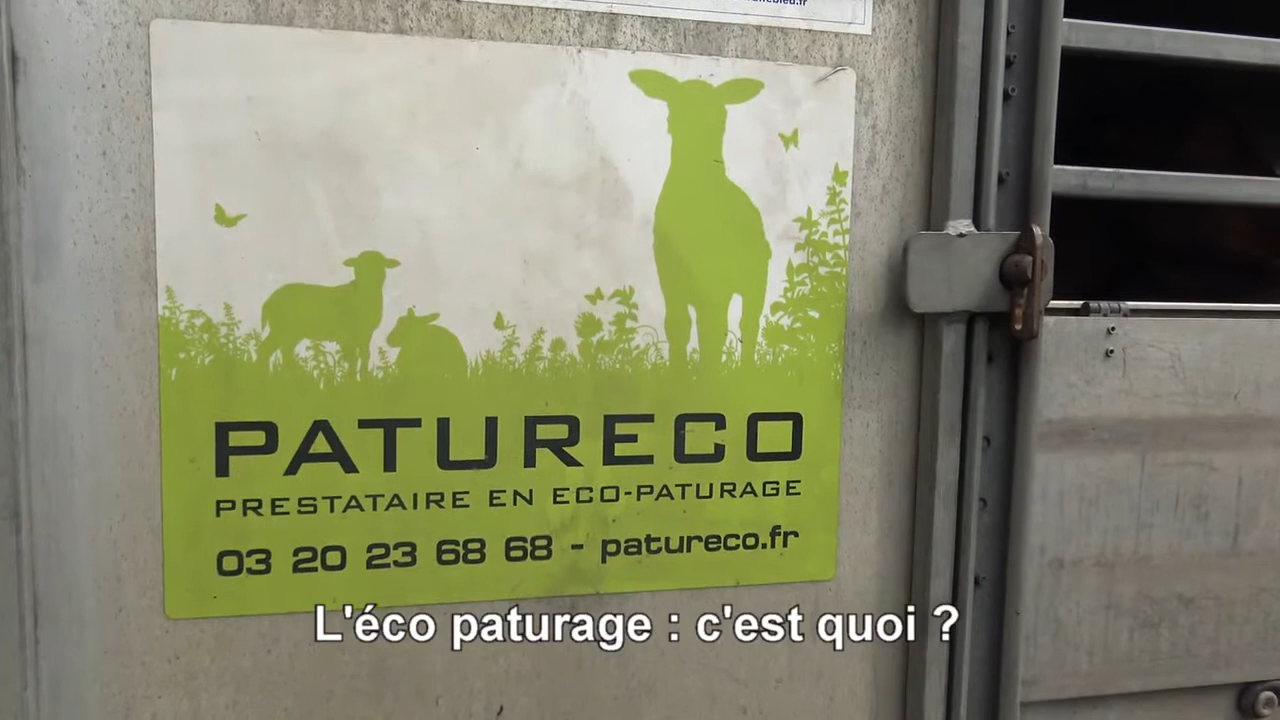 PATURECO
PRESTATAIRE EN ECO-PATURAGE
03 20 23 68 68 - patureco.fr
L'éco paturage : c'est quoi ?